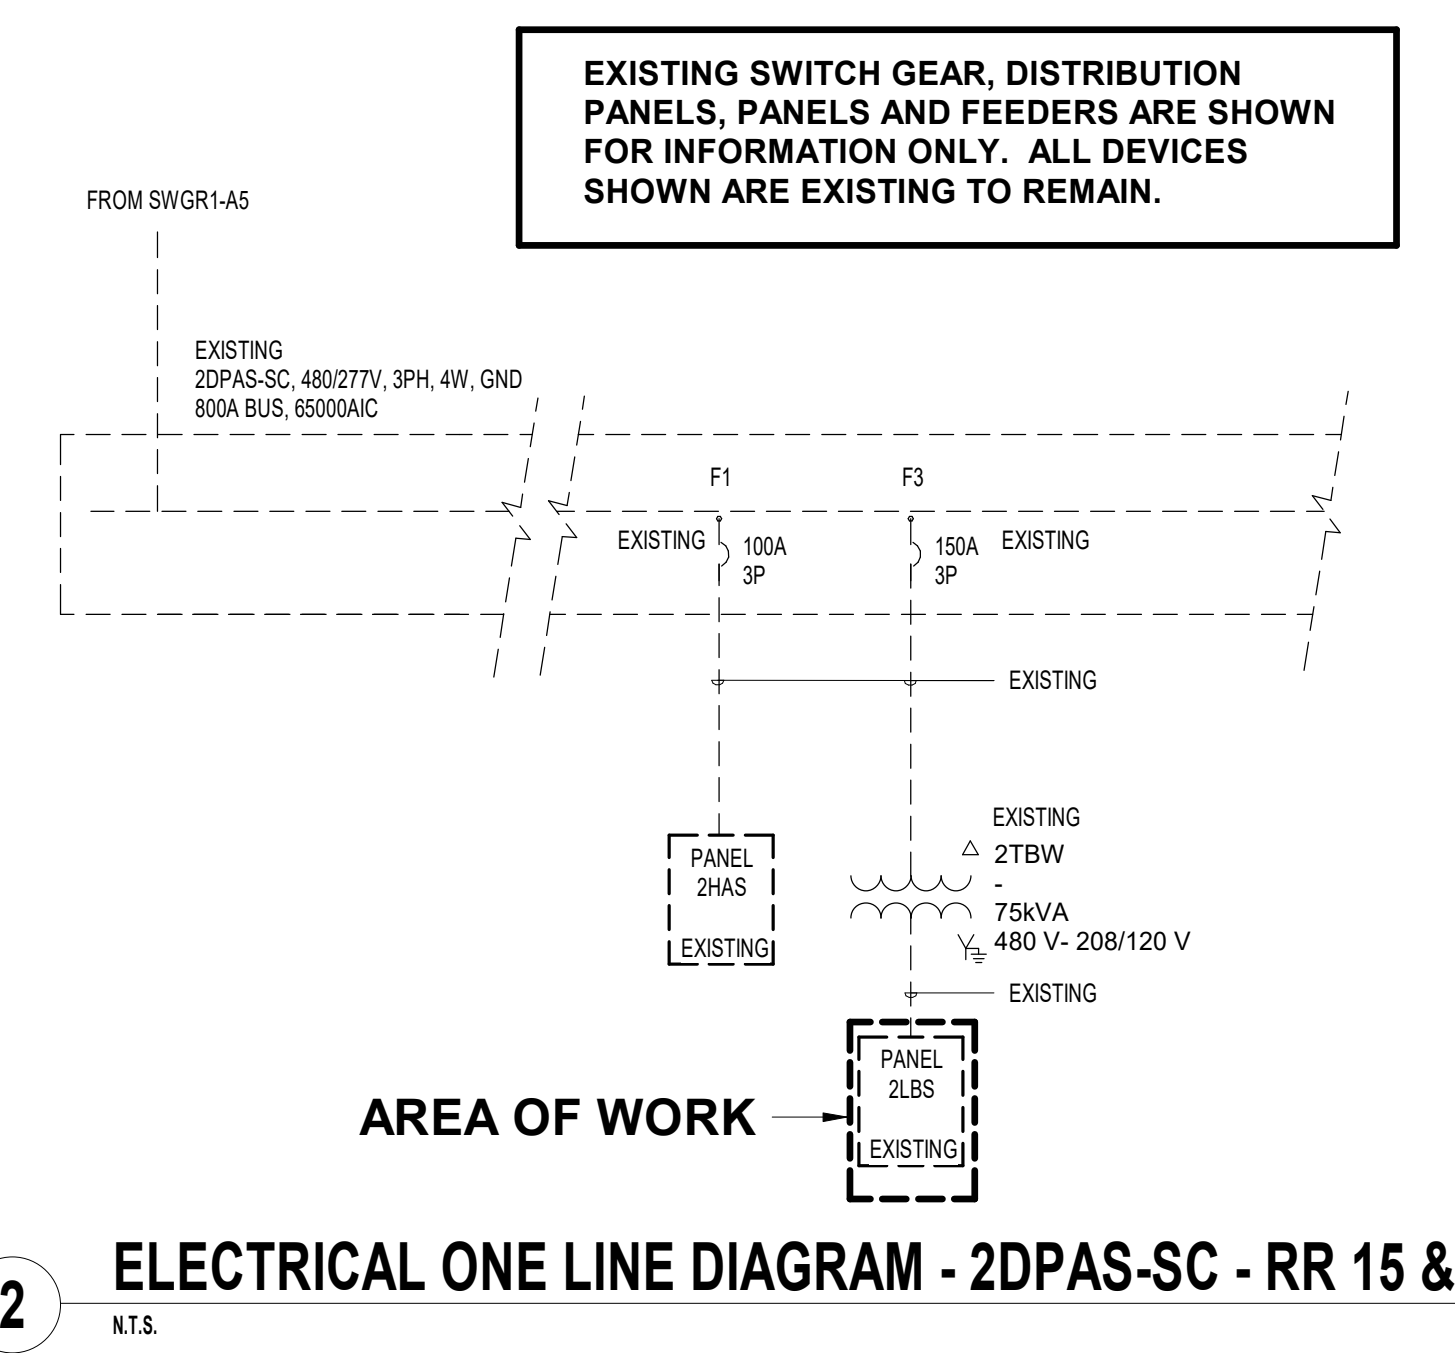 EXISTING SWITCH GEAR, DISTRIBUTION
PANELS, PANELS AND FEEDERS ARE SHOWN
FOR INFORMATION ONLY. ALL DEVICES
SHOWN ARE EXISTING TO REMAIN.
FROM SWGR1-A5
EXISTING
2DPAS-SC, 480/277V, 3PH, 4W, GND
800A BUS, 65000AIC
F1
F3
EXISTING
100A
3P
150A
3P
EXISTING
EXISTING
PANEL
2HAS
EXISTING
EXISTING
2TBW
-
75kVA
480 V- 208/120 V
EXISTING
PANEL
2LBS
EXISTING
AREA OF WORK
2
ELECTRICAL ONE LINE DIAGRAM - 2DPAS-SC - RR 15 &
N.T.S.